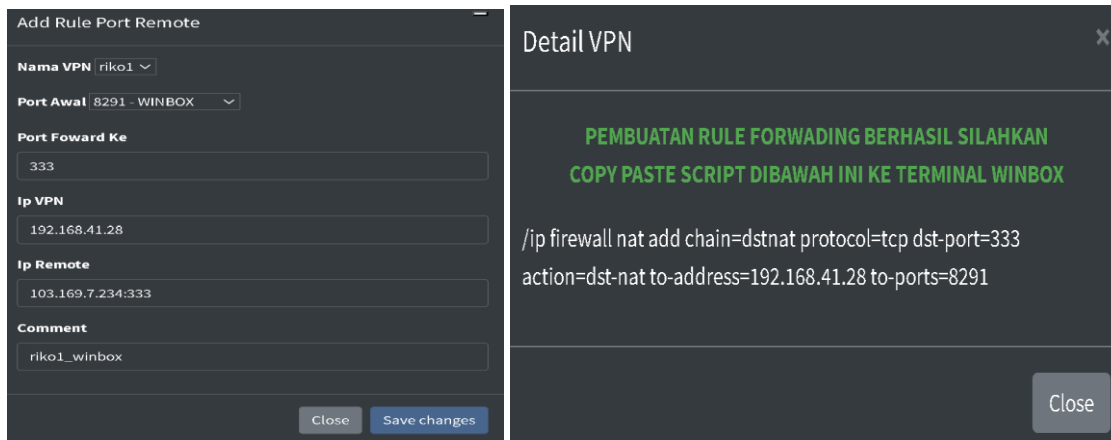 Add Rule Port Remote
Nama VPN riko1
Port Awal 8291 - WINBOX
Port Foward Ke
333
Ip VPN
192.168.41.28
Ip Remote
103.169.7.234:333
Comment
riko1_winbox
Close Save changes
Detail VPN x
PEMBUATAN RULE FORWADING BERHASIL SILAHKAN
COPY PASTE SCRIPT DIBAWAH INI KE TERMINAL WINBOX
/ip firewall nat add chain=dstnat protocol=tcp dst-port=333
action=dst-nat to-address=192.168.41.28 to-ports=8291
Close